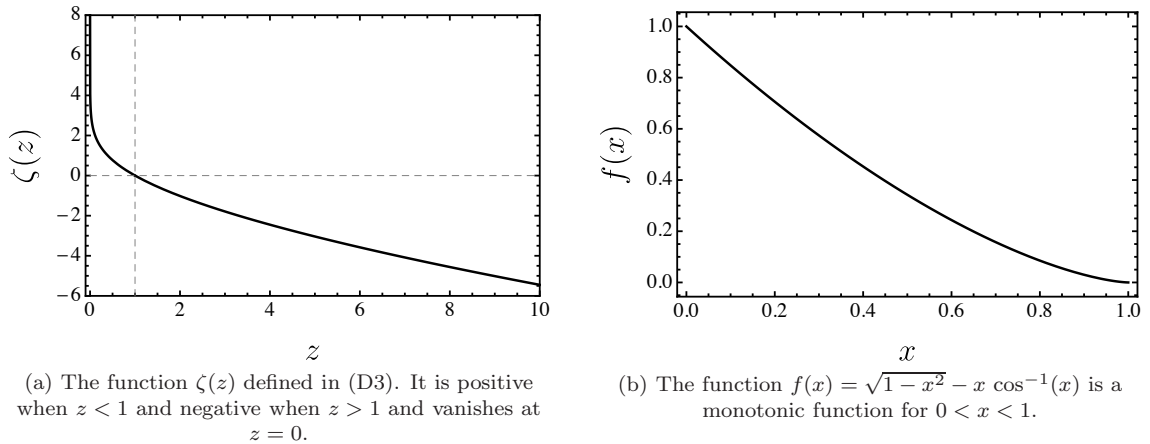 8
6
4
2
0
−2
−4
−6
ζ(z)
0 2 4 6 8 10
z
(a) The function ζ(z) defined in (D3). It is positive
when z < 1 and negative when z > 1 and vanishes at
z = 0.
1.0
0.8
0.6
0.4
0.2
0.0
f(x)
0.0 0.2 0.4 0.6 0.8 1.0
x
(b) The function f(x) = √1 − x² − x cos⁻¹(x) is a
monotonic function for 0 < x < 1.